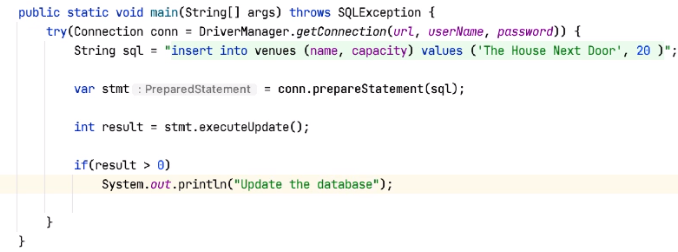 public static void main(String[] args) throws SQLException {
try(Connection conn = DriverManager.getConnection(url, userName, password)) {
String sql = "insert into venues (name, capacity) values ('The House Next Door', 20 )";
var stmt : PreparedStatement = conn.prepareStatement(sql);
int result = stmt.executeUpdate();
if(result > 0)
System.out.println("Update the database");
}
}